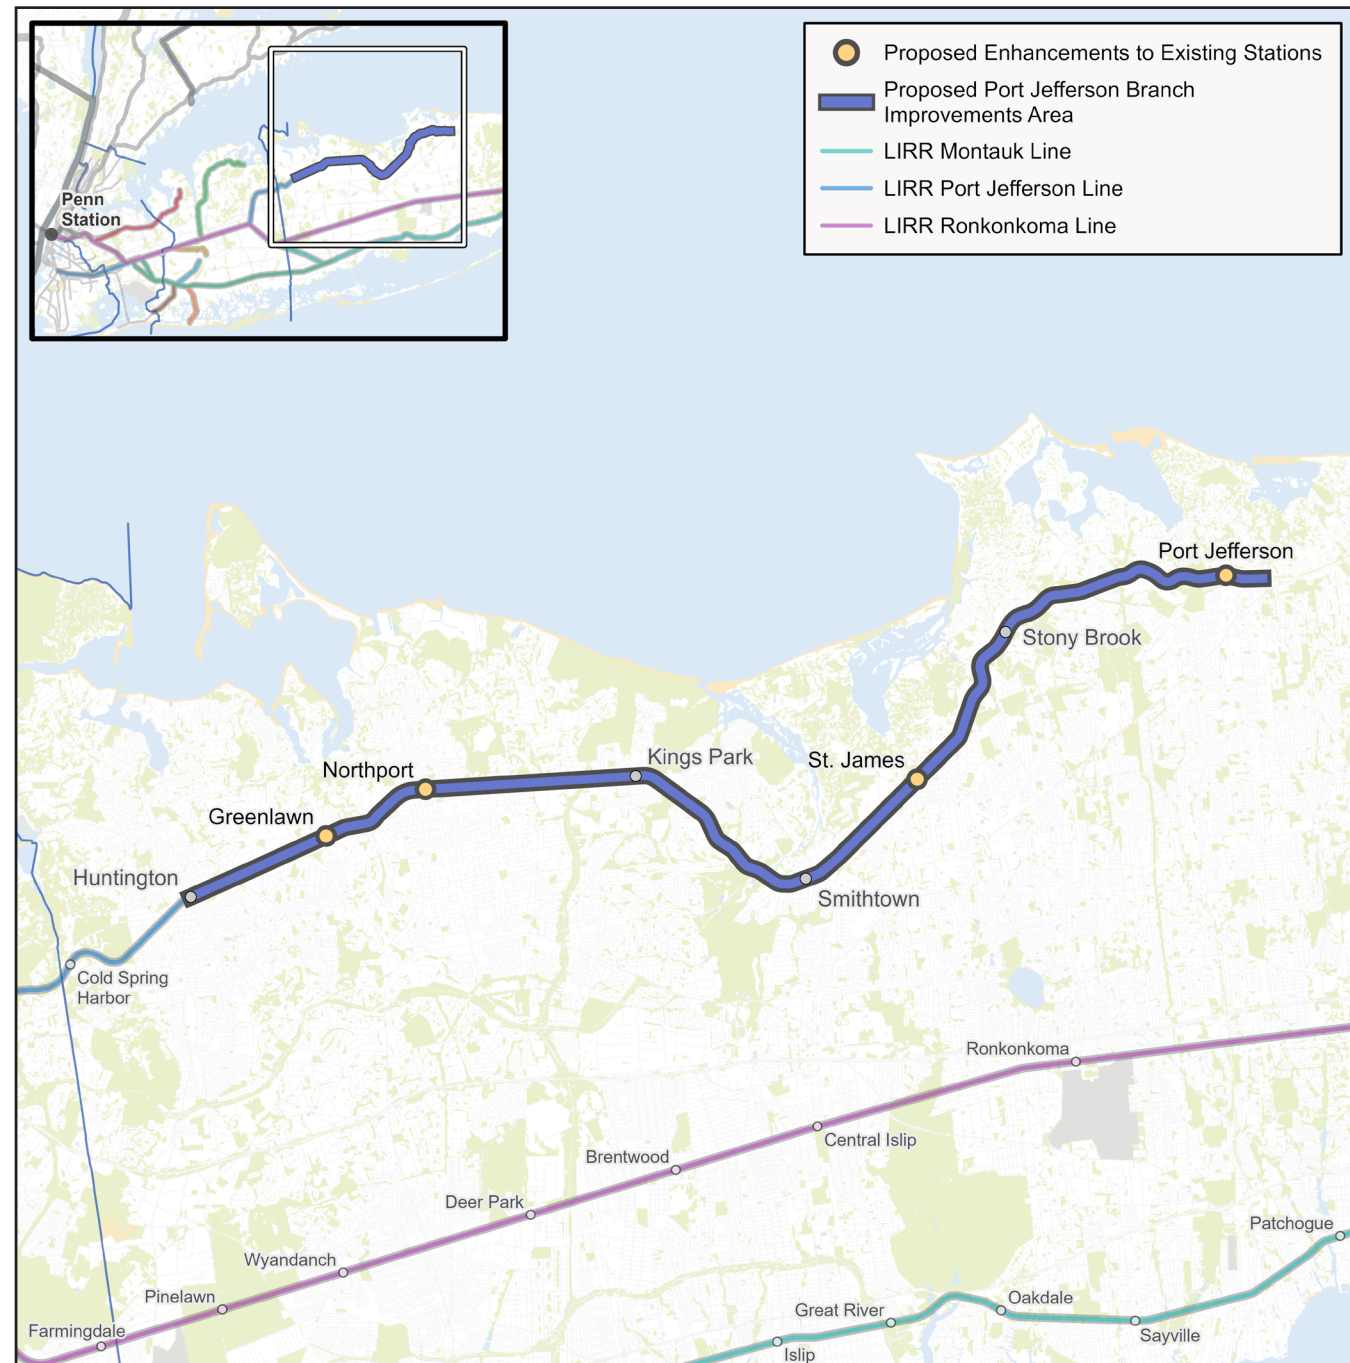 Penn
Station
Proposed Enhancements to Existing Stations
Proposed Port Jefferson Branch
Improvements Area
LIRR Montauk Line
LIRR Port Jefferson Line
LIRR Ronkonkoma Line
Port Jefferson
Stony Brook
Kings Park
St. James
Northport
Greenlawn
Huntington
Smithtown
Cold Spring
Harbor
Ronkonkoma
Central Islip
Brentwood
Deer Park
Patchogue
Wyandanch
Pinelawn
Oakdale
Great River
Farmingdale
Sayville
Islip